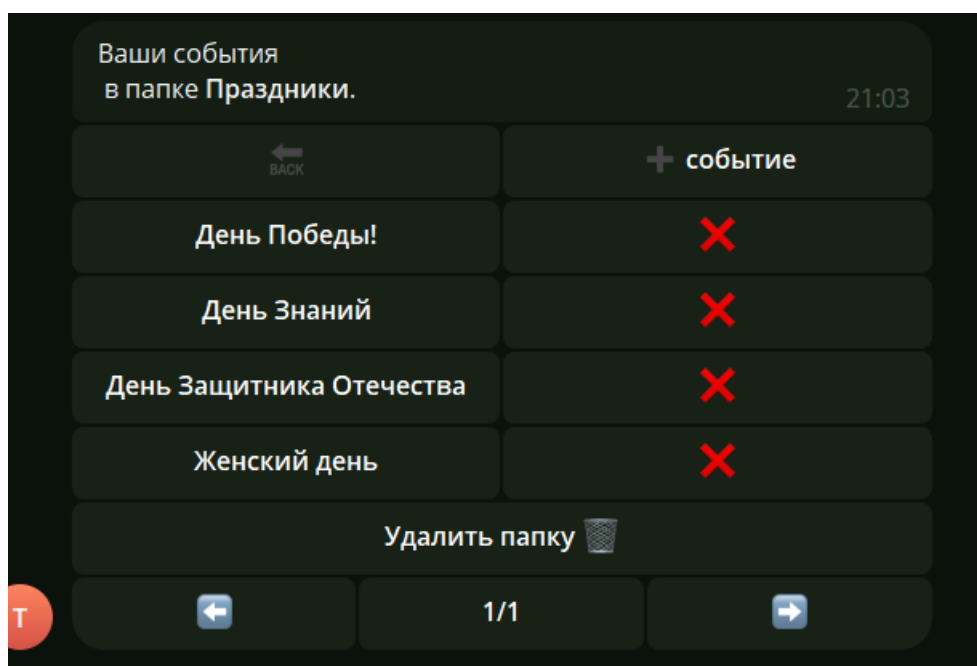 Ваши события
в папке Праздники.
21:03
BACK
➕ событие
День Победы!
❌
День Знаний
❌
День Защитника Отечества
❌
Женский день
❌
Удалить папку 🗑️
T
⬅️ 1/1 ➡️